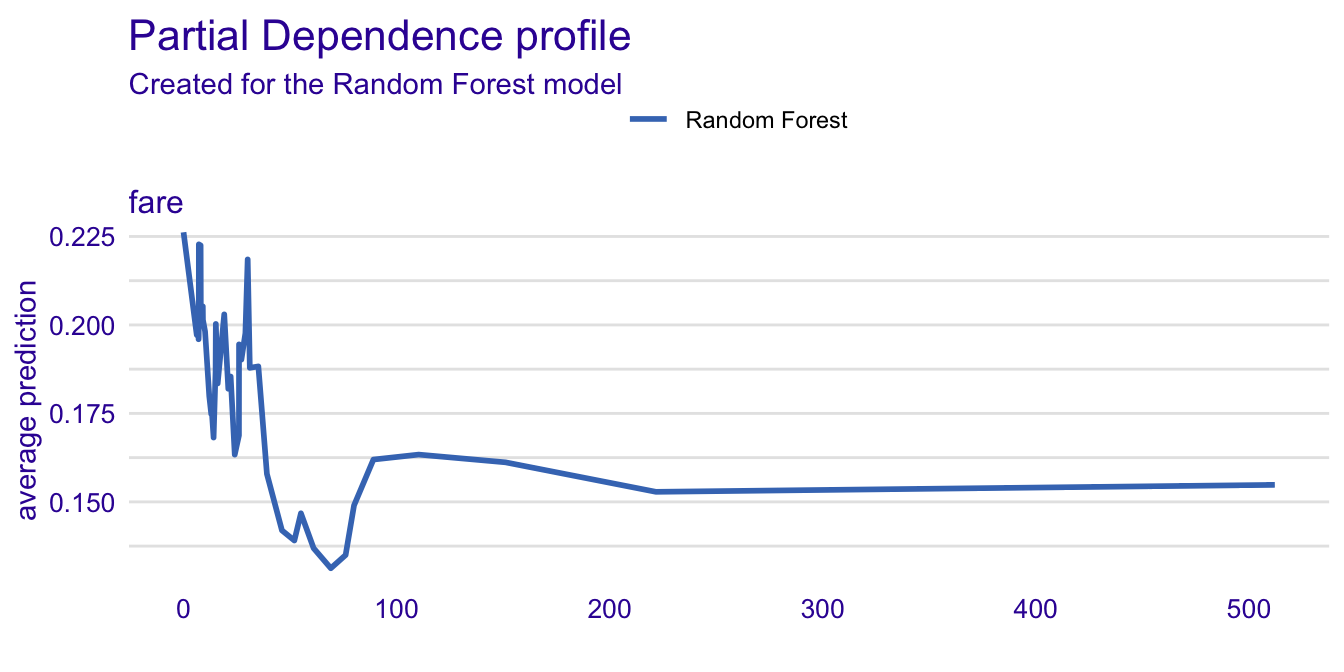 Partial Dependence profile
Created for the Random Forest model
Random Forest
fare
average prediction
0.225
0.200
0.175
0.150
0 100 200 300 400 500